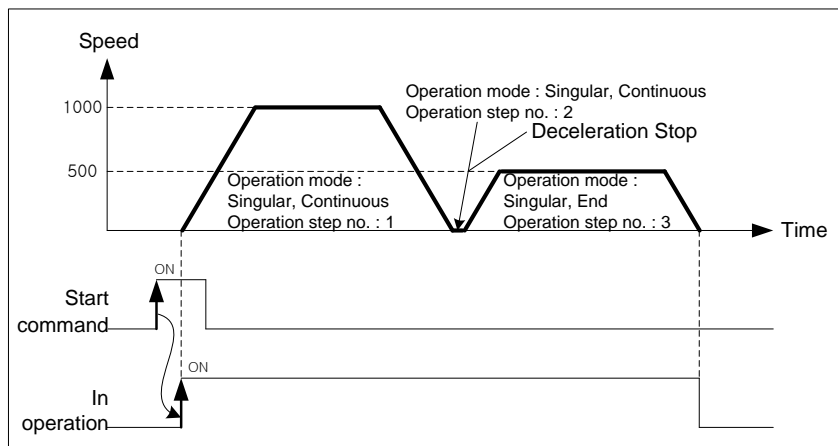 Speed
Operation mode : Singular, Continuous
Operation step no. : 2
Deceleration Stop
1000
500
Operation mode :
Singular, Continuous
Operation step no. : 1
Operation mode :
Singular, End
Operation step no. : 3
Time
ON
Start
command
ON
In
operation